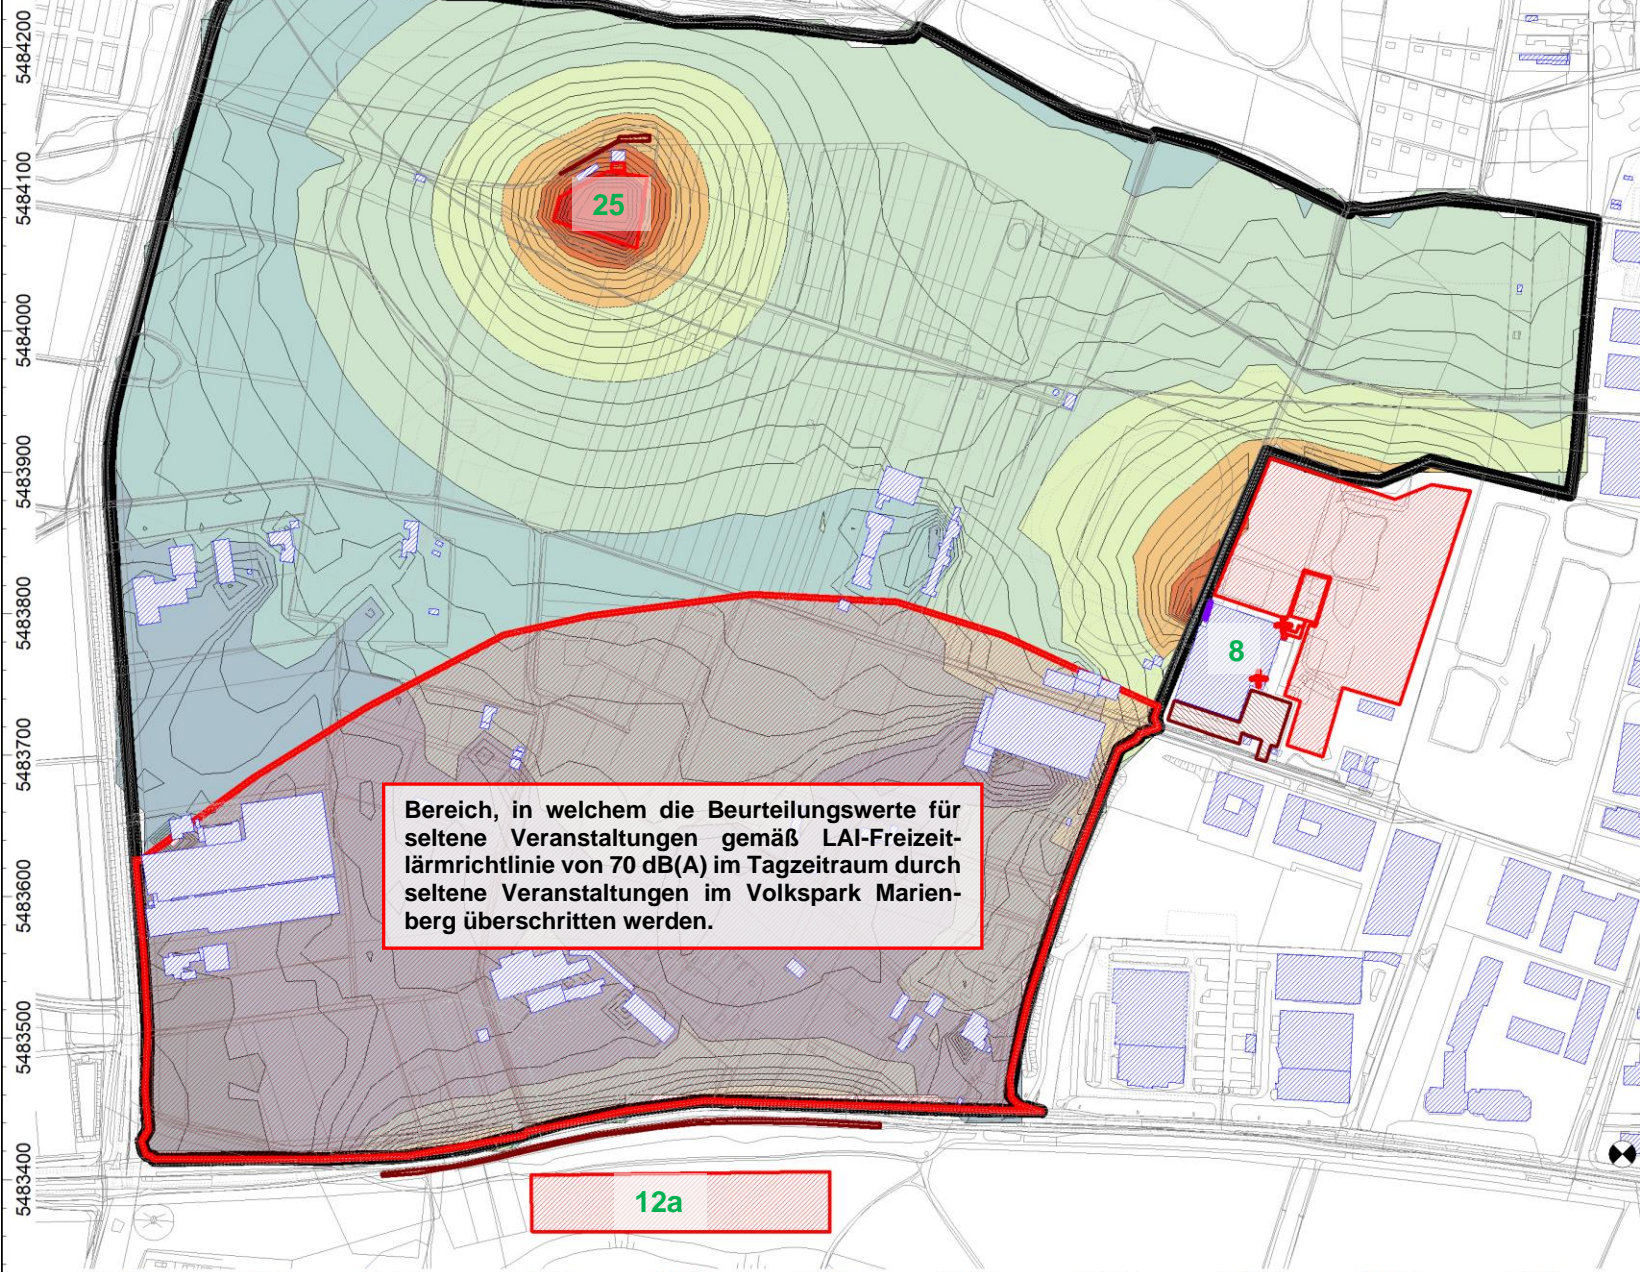 5484200
5484100
25
5484000
5483900
5483800
8
5483700
Bereich, in welchem die Beurteilungswerte für
seltene Veranstaltungen gemäß LAI-Freizeit-
lärmrichtlinie von 70 dB(A) im Tagzeitraum durch
seltene Veranstaltungen im Volkspark Marien-
berg überschritten werden.
5483600
5483500
5483400
12a